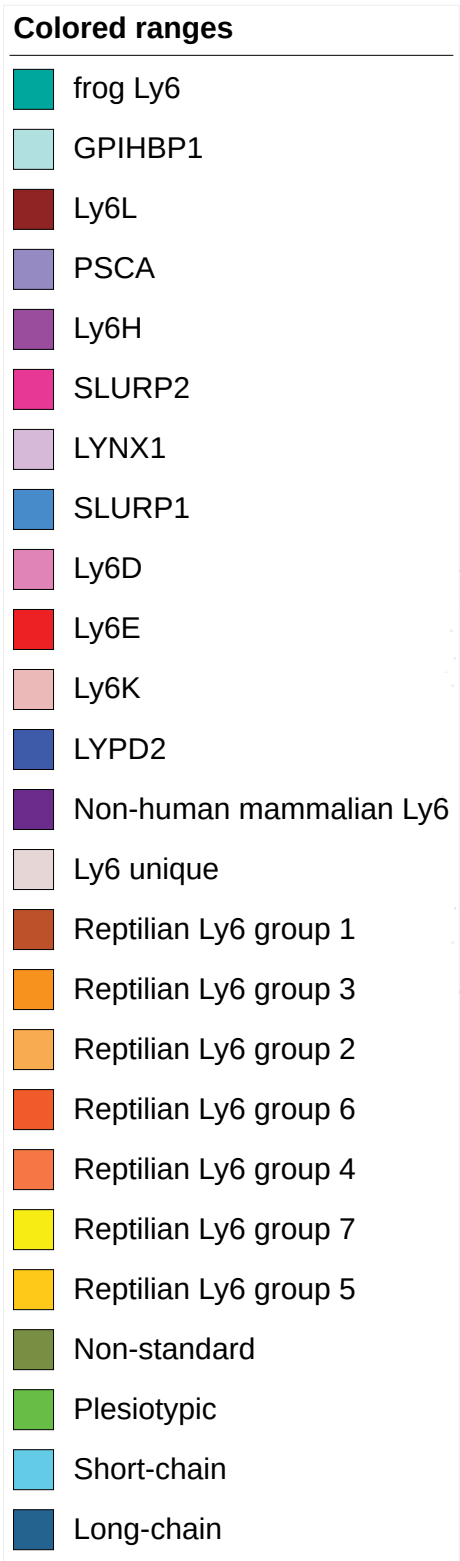 Colored ranges
frog Ly6
GPIHBP1
Ly6L
PSCA
Ly6H
SLURP2
LYNX1
SLURP1
Ly6D
Ly6E
Ly6K
LYPD2
Non-human mammalian Ly6
Ly6 unique
Reptilian Ly6 group 1
Reptilian Ly6 group 3
Reptilian Ly6 group 2
Reptilian Ly6 group 6
Reptilian Ly6 group 4
Reptilian Ly6 group 7
Reptilian Ly6 group 5
Non-standard
Plesiotypic
Short-chain
Long-chain